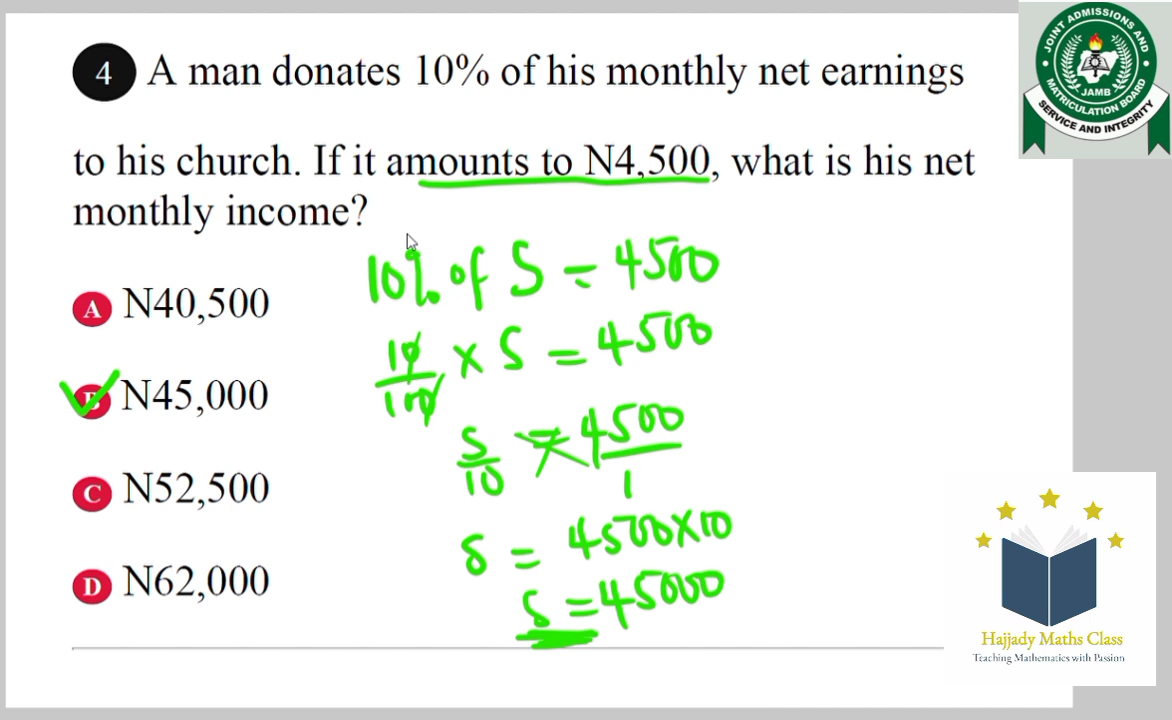 4 A man donates 10% of his monthly net earnings
to his church. If it amounts to N4,500, what is his net
monthly income?
A N40,500
B N45,000
C N52,500
D N62,000
10% of S = 4500
10/100 × S = 4500
S/10 = 4500/1
S = 4500×10
S = 45000
JOINT ADMISSIONS AND
MATRICULATION BOARD
JAMB
SERVICE AND INTEGRITY
Hajjady Maths Class
Teaching Mathematics with Passion